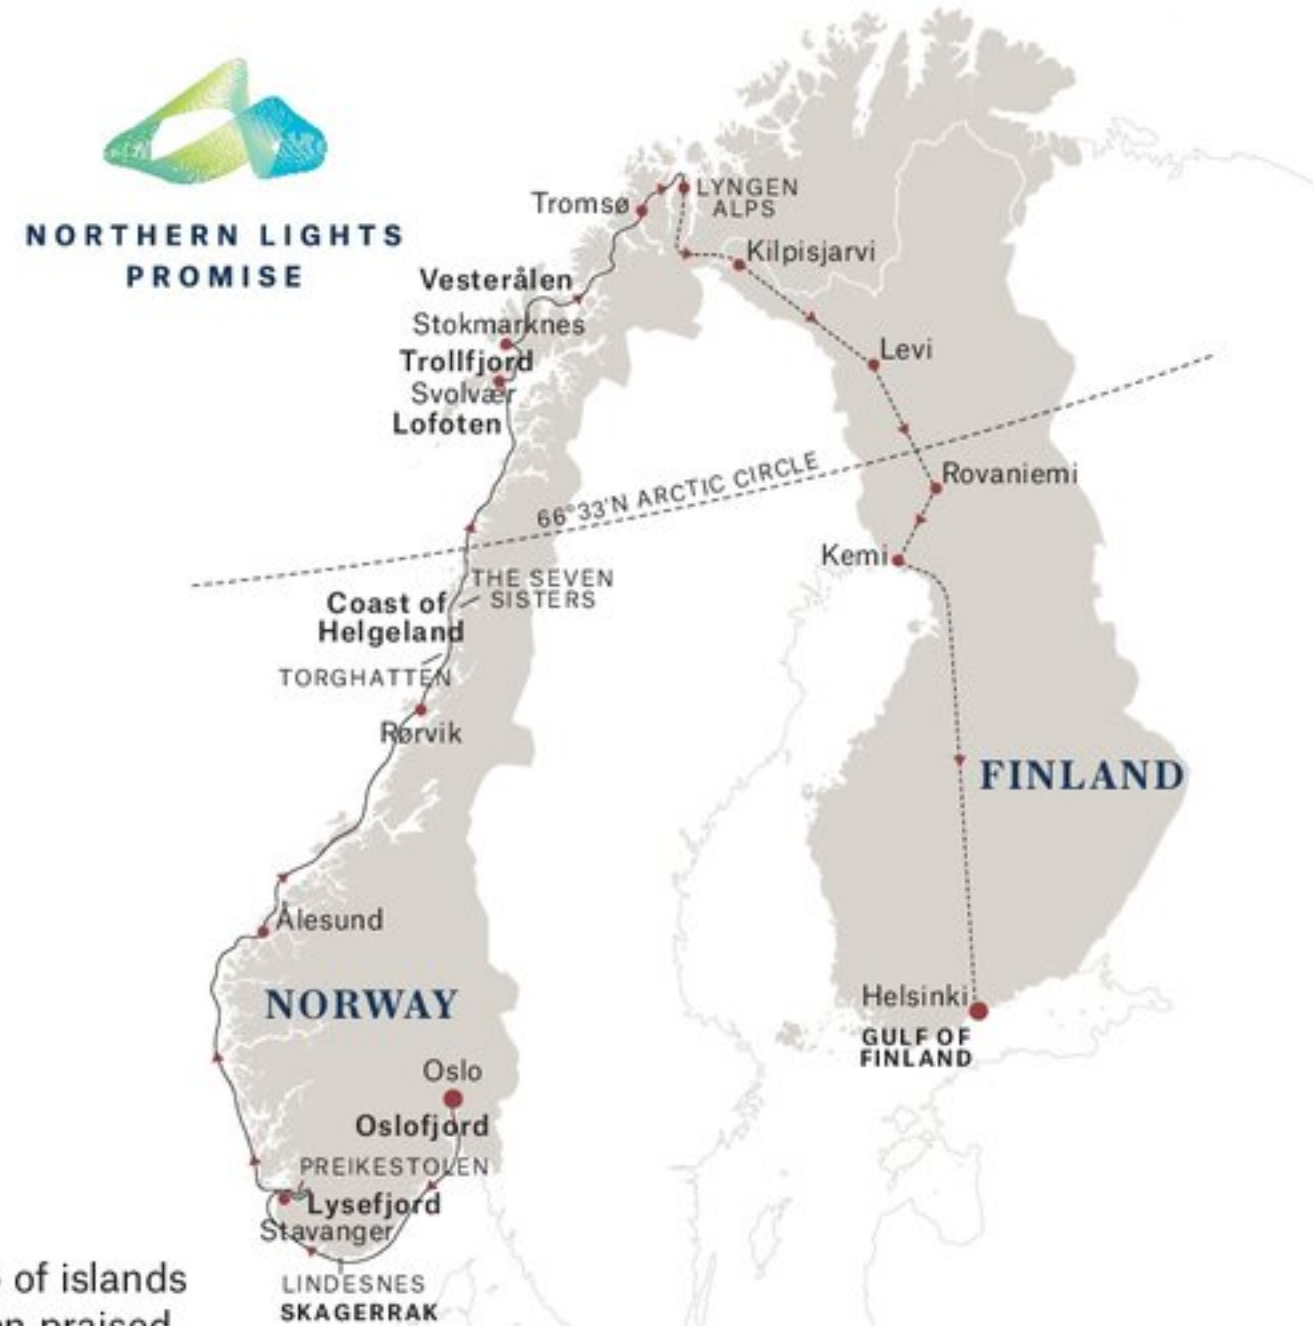 NORTHERN LIGHTS
PROMISE
LYNGEN
ALPS
Tromsø
Kilpisjarvi
Vesterålen
Stokmarknes
Trollfjord
Svolvær
Lofoten
Levi
66°33'N ARCTIC CIRCLE
Rovaniemi
Kemi
THE SEVEN
SISTERS
Coast of
Helgeland
TORGHATTEN
Rørvik
FINLAND
Ålesund
NORWAY
Helsinki
GULF OF
FINLAND
Oslo
Oslofjord
PREIKESTOLEN
Lysefjord
Stavanger
LINDESNES
SKAGERRAK
of islands
praised